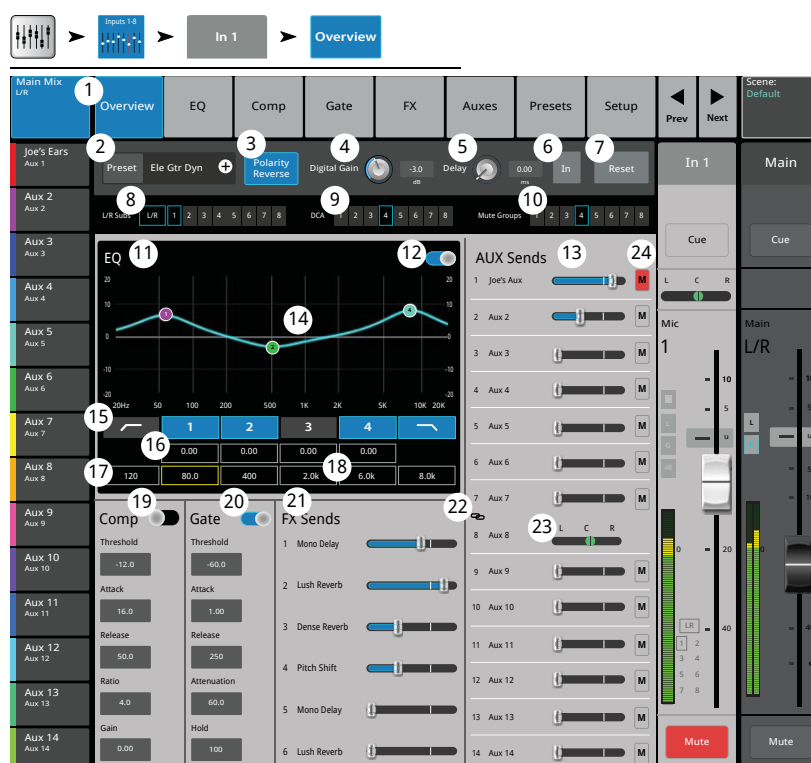 Inputs 1-8
In 1
Overview
Main Mix
L/R
1
Overview
EQ
Comp
Gate
FX
Auxes
Presets
Setup
Prev
Next
Scene:
Default
Joe's Ears
Aux 1
Aux 2
Aux 2
Aux 3
Aux 3
Aux 4
Aux 4
Aux 5
Aux 5
Aux 6
Aux 6
Aux 7
Aux 7
Aux 8
Aux 8
Aux 9
Aux 9
Aux 10
Aux 10
Aux 11
Aux 11
Aux 12
Aux 12
Aux 13
Aux 13
Aux 14
Aux 14
2 3 4 5 6 7
Preset Ele Gtr Dyn
Polarity
Reverse
Digital Gain
-3.0
dB
Delay
0.00
ms
In
Reset
8 9 10
L/R Subs L/R 1 2 3 4 5 6 7 8
DCA 1 2 3 4 5 6 7 8
Mute Groups 1 2 3 4 5 6 7 8
EQ 11 12
20 20
10 10
1 4
14
0 0
2
-10 -10
-20 -20
20Hz 50 100 200 500 1K 2K 5K 10K 20K
15 1 2 3 4
16 0.00 0.00 0.00 0.00
17 18
120 80.0 400 2.0k 6.0k 8.0k
19 20 21
Comp
Threshold
-12.0
Attack
16.0
Release
50.0
Ratio
4.0
Gain
0.00
Gate
Threshold
-60.0
Attack
1.00
Release
250
Attenuation
60.0
Hold
100
FX Sends
1 Mono Delay
2 Lush Reverb
3 Dense Reverb
4 Pitch Shift
5 Mono Delay
6 Lush Reverb
AUX Sends 13 24
1 Joe's Aux M
2 Aux 2 M
3 Aux 3 M
4 Aux 4 M
5 Aux 5 M
6 Aux 6 M
7 Aux 7 M
22 23
8 Aux 8 L C R
9 Aux 9 M
10 Aux 10 M
11 Aux 11 M
12 Aux 12 M
13 Aux 13 M
14 Aux 14 M
In 1
Cue
L C R
Mic
1
10
5
U
0
20
40
LR
1 2
3 4
5 6
7 8
Mute
Main
Cue
Main
L/R
L
U
0
Mute